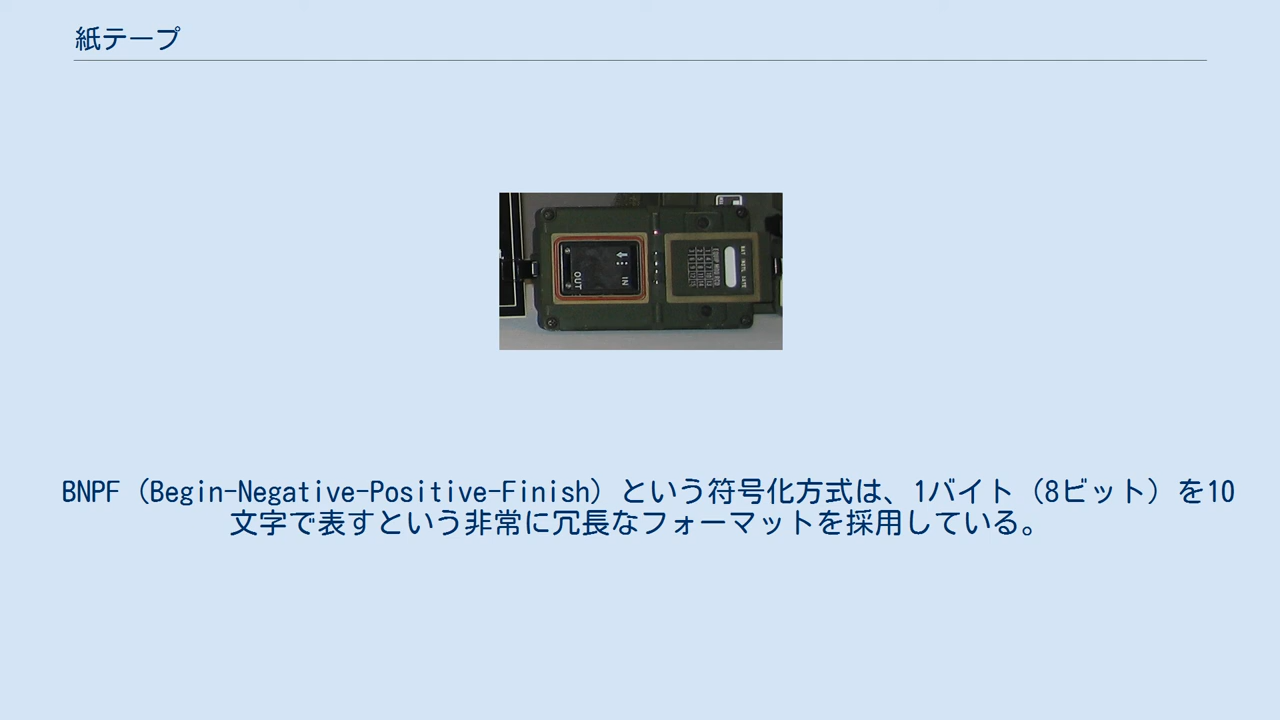 紙テープ
OUT
IN
BNPF（Begin-Negative-Positive-Finish）という符号化方式は、1バイト（8ビット）を10
文字で表すという非常に冗長なフォーマットを採用している。